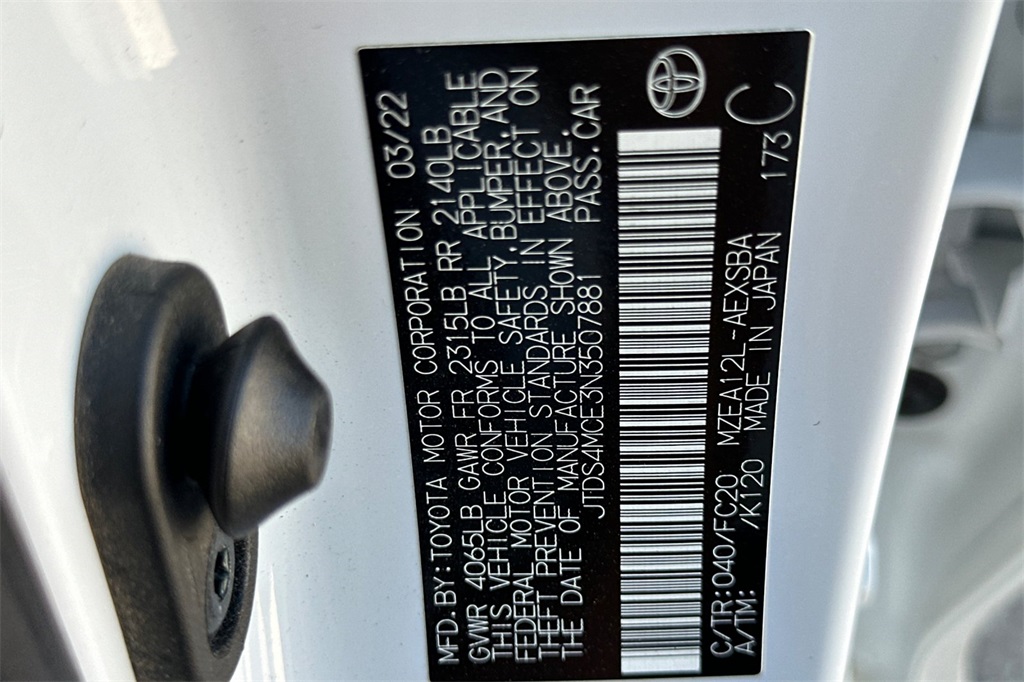 MFD.BY:TOYOTA MOTOR CORPORATION 03/22
GVWR 4065LB GAWR FR 2315LB RR 2140LB
THIS VEHICLE CONFORMS TO ALL APPLICABLE
FEDERAL MOTOR VEHICLE SAFETY,BUMPER,AND
THEFT PREVENTION STANDARDS IN EFFECT ON
THE DATE OF MANUFACTURE SHOWN ABOVE.
JTDS4MCE3N3507881 PASS.CAR
C/TR:040/FC20 MZEA12L-AEXSBA 173 C
A/TM: /K120 MADE IN JAPAN